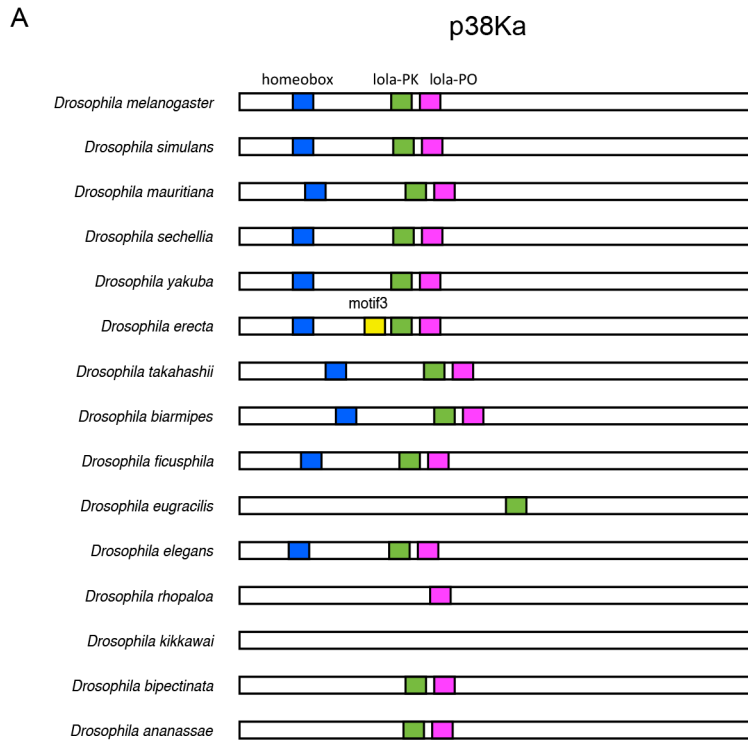 A
p38Ka
homeobox lola-PK lola-PO
Drosophila melanogaster
Drosophila simulans
Drosophila mauritiana
Drosophila sechellia
Drosophila yakuba
motif3
Drosophila erecta
Drosophila takahashii
Drosophila biarmipes
Drosophila ficusphila
Drosophila eugracilis
Drosophila elegans
Drosophila rhopaloa
Drosophila kikkawai
Drosophila bipectinata
Drosophila ananassae